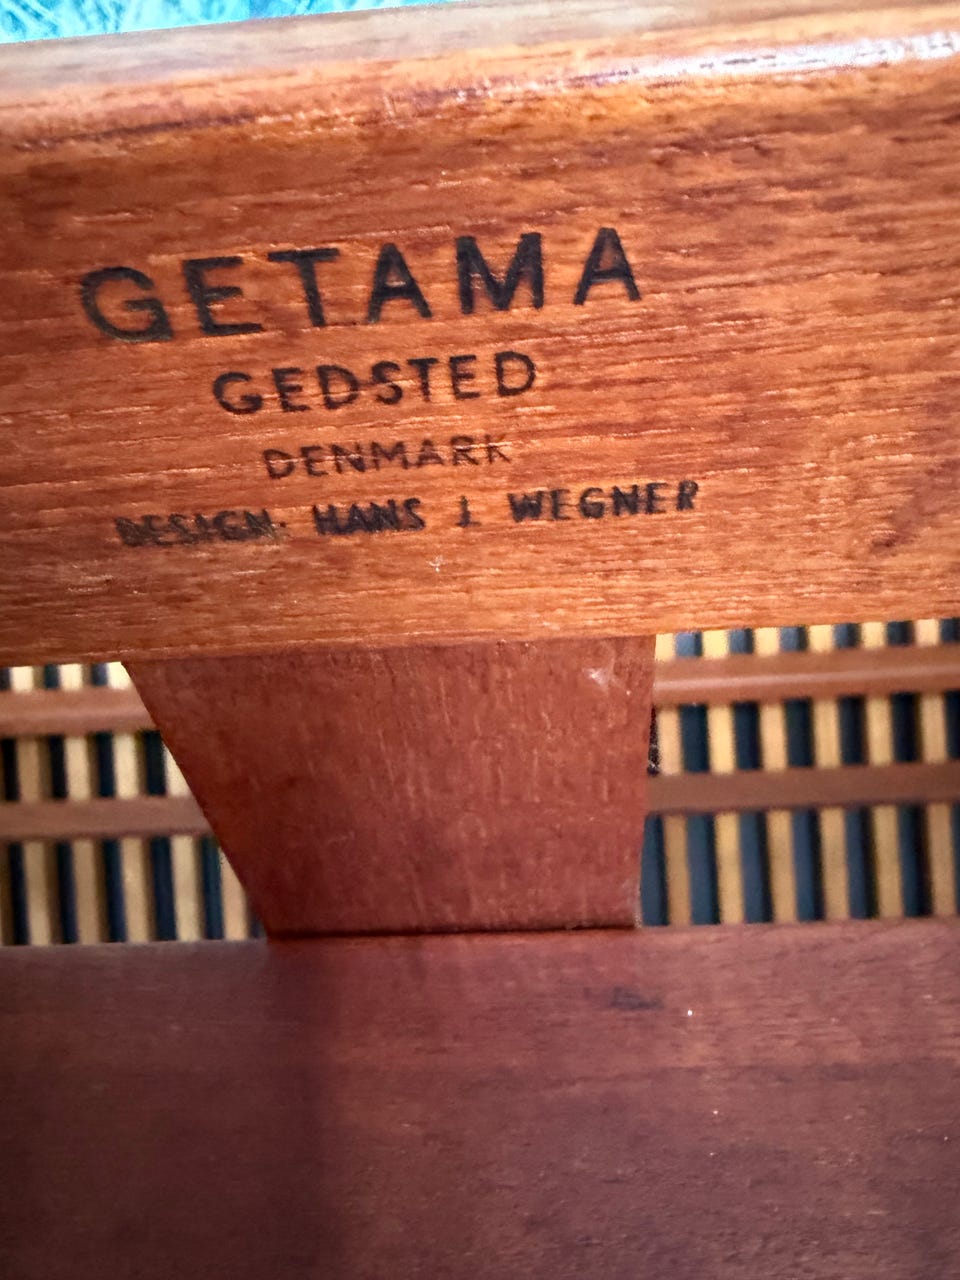 GETAMA
GEDSTED
DENMARK
DESIGN· HANS J. WEGNER